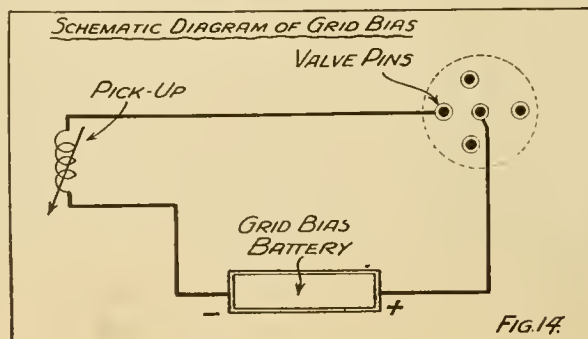 SCHEMATIC DIAGRAM OF GRID BIAS
VALVE PINS
PICK-UP
GRID BIAS
BATTERY
- +
FIG. 14.